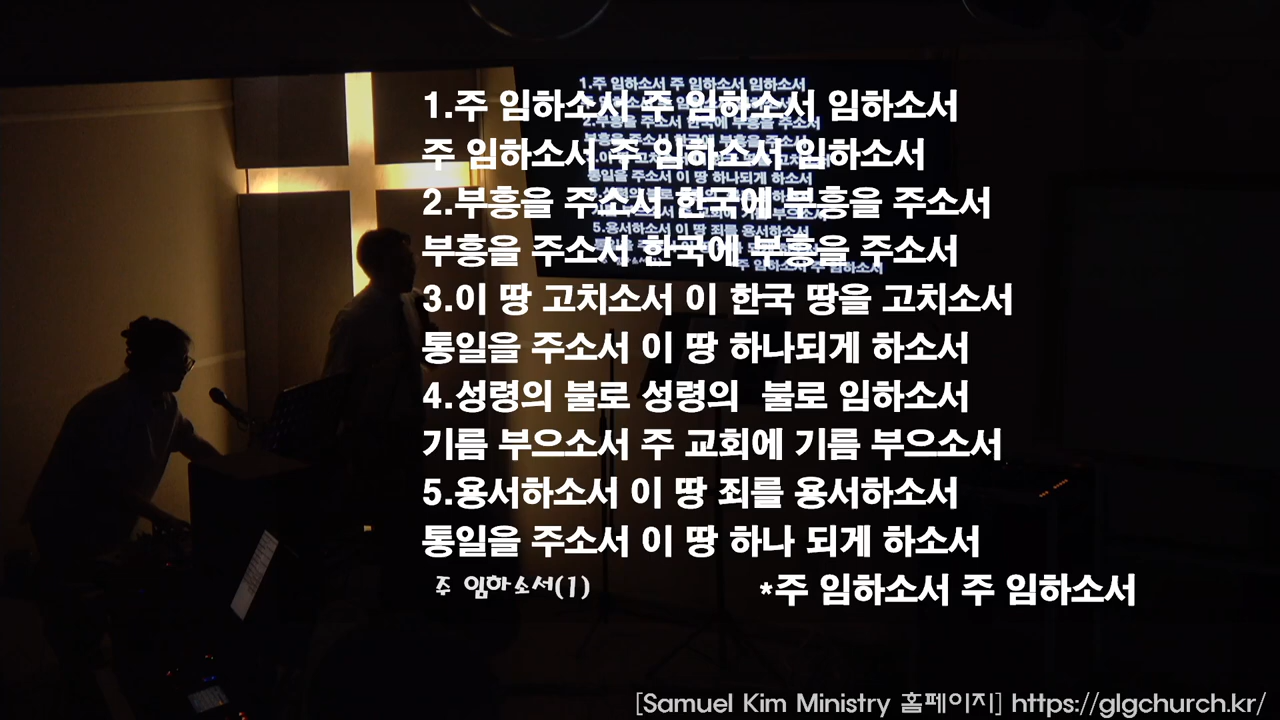 1.주 임하소서 주 임하소서 임하소서
주 임하소서 주 임하소서 임하소서
2.부흥을 주소서 한국에 부흥을 주소서
부흥을 주소서 한국에 부흥을 주소서
3.이 땅 고치소서 이 한국 땅을 고치소서
통일을 주소서 이 땅 하나되게 하소서
4.성령의 불로 성령의  불로 임하소서
기름 부으소서 주 교회에 기름 부으소서
5.용서하소서 이 땅 죄를 용서하소서
통일을 주소서 이 땅 하나 되게 하소서
주 임하소서(1)
*주 임하소서 주 임하소서
[Samuel Kim Ministry 홈페이지] https://glgchurch.kr/